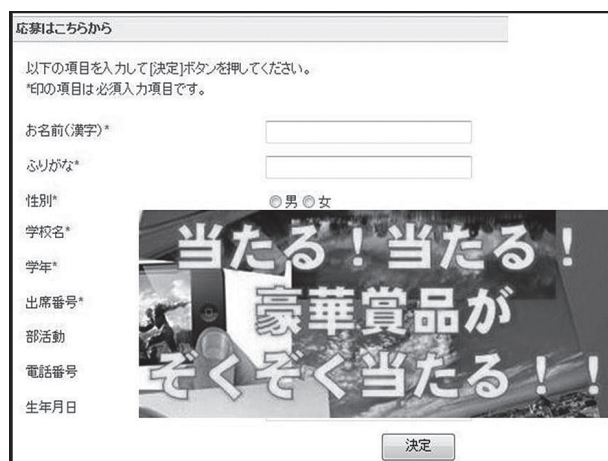 応募はこちらから
以下の項目を入力して[決定]ボタンを押してください。
*印の項目は必須入力項目です。
お名前(漢字)*
ふりがな*
性別*
男 女
学校名*
学年*
出席番号*
部活動
電話番号
生年月日
当たる！当たる！
豪華賞品が
ぞくぞく当たる！！
決定